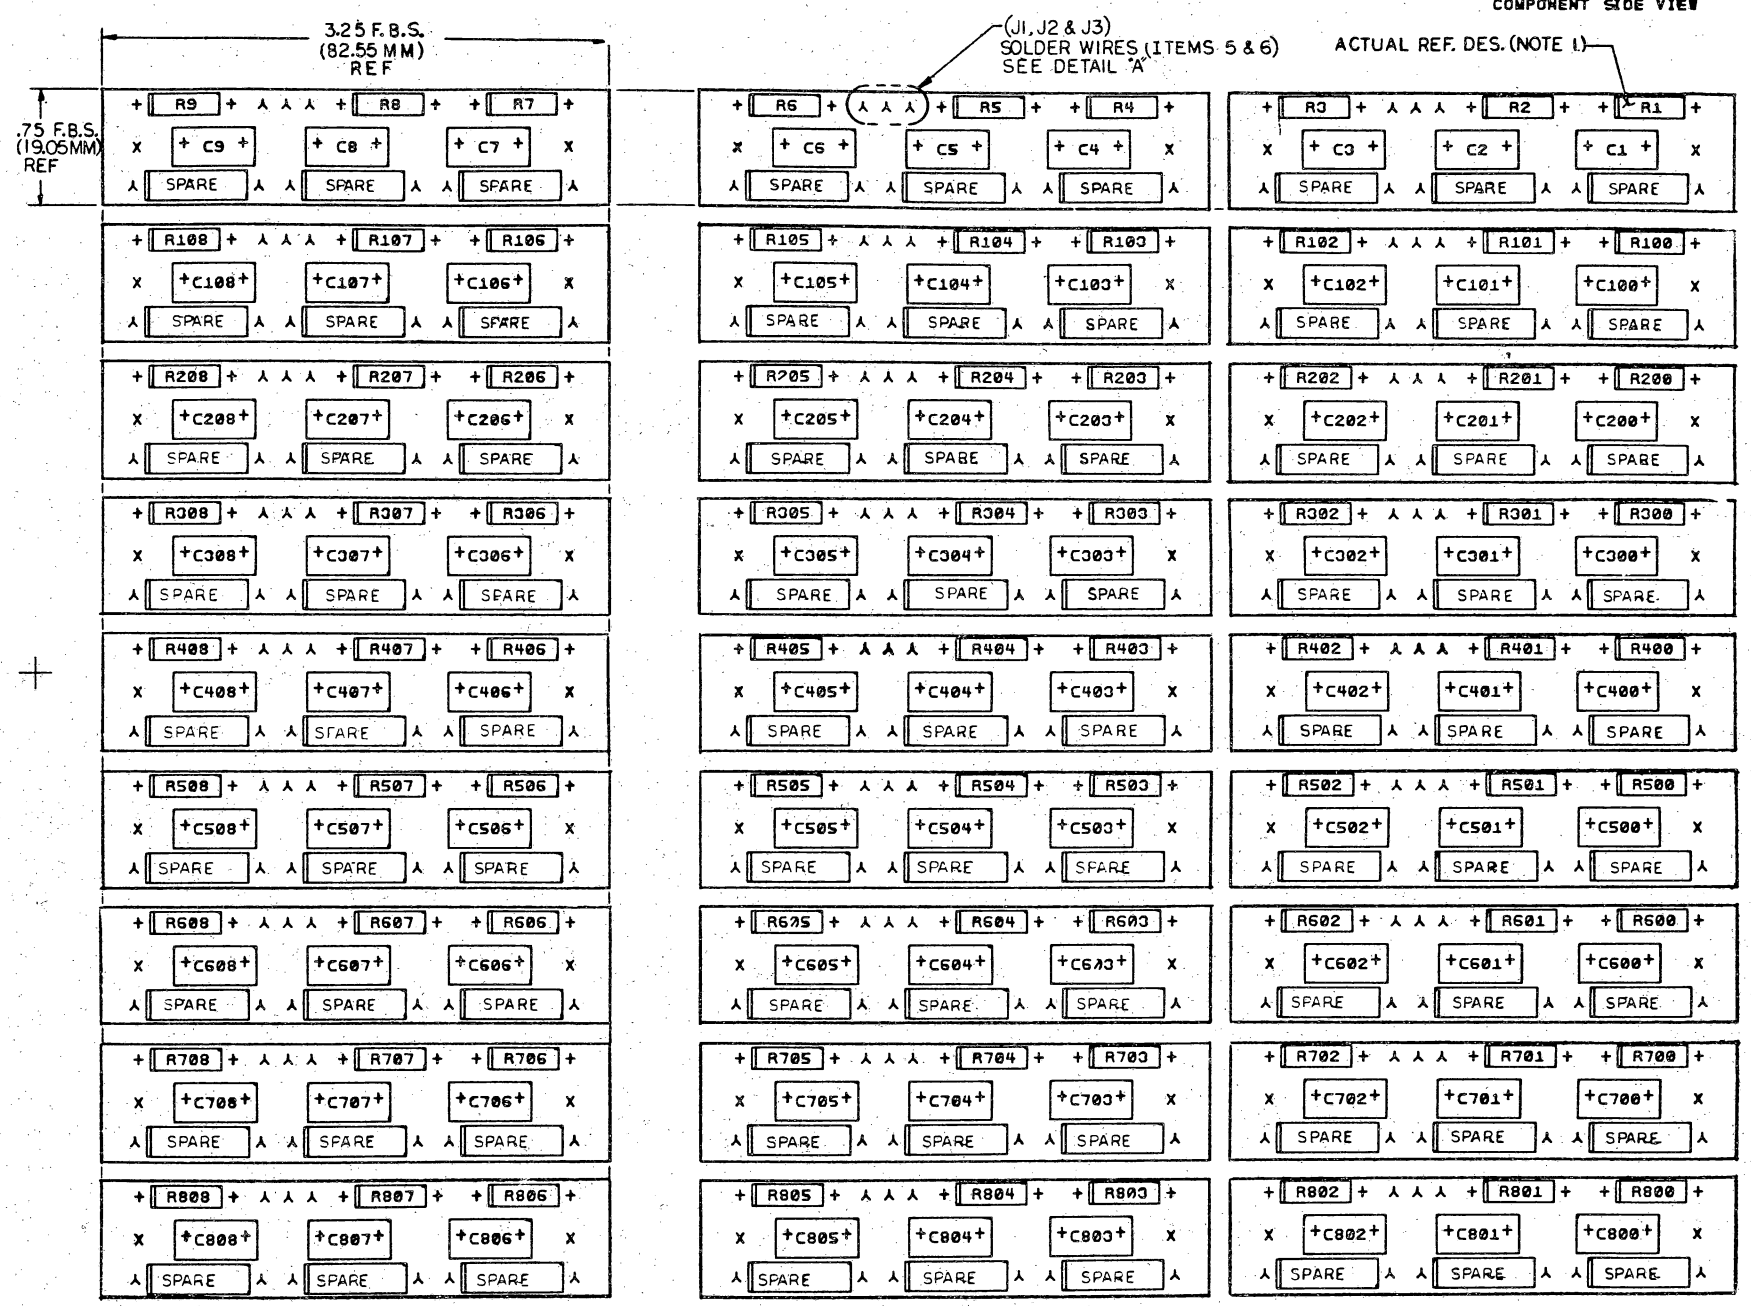 COMPONENT SIDE VIEW
3.25 F.B.S.
(82.55 MM)
REF
(J1, J2 & J3)
SOLDER WIRES (ITEMS 5 & 6)
SEE DETAIL "A"
ACTUAL REF. DES. (NOTE 1.)
.75 F.B.S.
(19.05MM)
REF
R9 R8 R7 R6 R5 R4 R3 R2 R1
X C9 C8 C7 X X C6 C5 C4 X X C3 C2 C1 X
SPARE SPARE SPARE SPARE SPARE SPARE SPARE SPARE SPARE
R108 R107 R106 R105 R104 R103 R102 R101 R100
X C108 C107 C106 X X C105 C104 C103 X X C102 C101 C100 X
SPARE SPARE SPARE SPARE SPARE SPARE SPARE SPARE SPARE
R208 R207 R206 R205 R204 R203 R202 R201 R200
X C208 C207 C206 X X C205 C204 C203 X X C202 C201 C200 X
SPARE SPARE SPARE SPARE SPARE SPARE SPARE SPARE SPARE
R308 R307 R306 R305 R304 R303 R302 R301 R300
X C308 C307 C306 X X C305 C304 C303 X X C302 C301 C300 X
SPARE SPARE SPARE SPARE SPARE SPARE SPARE SPARE SPARE
R408 R407 R406 R405 R404 R403 R402 R401 R400
X C408 C407 C406 X X C405 C404 C403 X X C402 C401 C400 X
SPARE SPARE SPARE SPARE SPARE SPARE SPARE SPARE SPARE
R508 R507 R506 R505 R504 R503 R502 R501 R500
X C508 C507 C506 X X C505 C504 C503 X X C502 C501 C500 X
SPARE SPARE SPARE SPARE SPARE SPARE SPARE SPARE SPARE
R608 R607 R606 R605 R604 R603 R602 R601 R600
X C608 C607 C606 X X C605 C604 C603 X X C602 C601 C600 X
SPARE SPARE SPARE SPARE SPARE SPARE SPARE SPARE SPARE
R708 R707 R706 R705 R704 R703 R702 R701 R700
X C708 C707 C706 X X C705 C704 C703 X X C702 C701 C700 X
SPARE SPARE SPARE SPARE SPARE SPARE SPARE SPARE SPARE
R808 R807 R806 R805 R804 R803 R802 R801 R800
X C808 C807 C806 X X C805 C804 C803 X X C802 C801 C800 X
SPARE SPARE SPARE SPARE SPARE SPARE SPARE SPARE SPARE